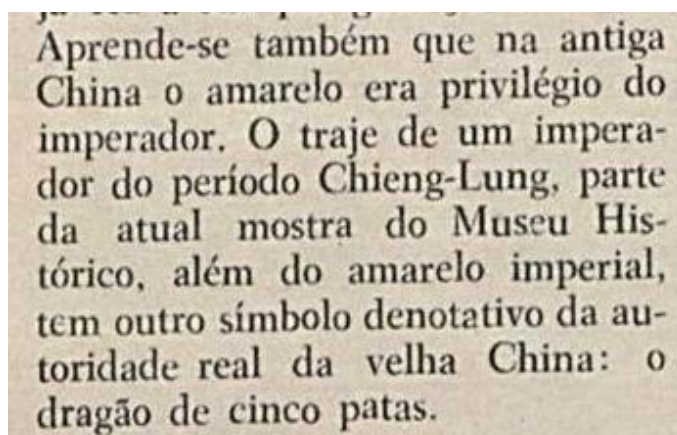 Aprende-se também que na antiga
China o amarelo era privilégio do
imperador. O traje de um impera-
dor do período Chieng-Lung, parte
da atual mostra do Museu His-
tórico, além do amarelo imperial,
tem outro símbolo denotativo da au-
toridade real da velha China: o
dragão de cinco patas.